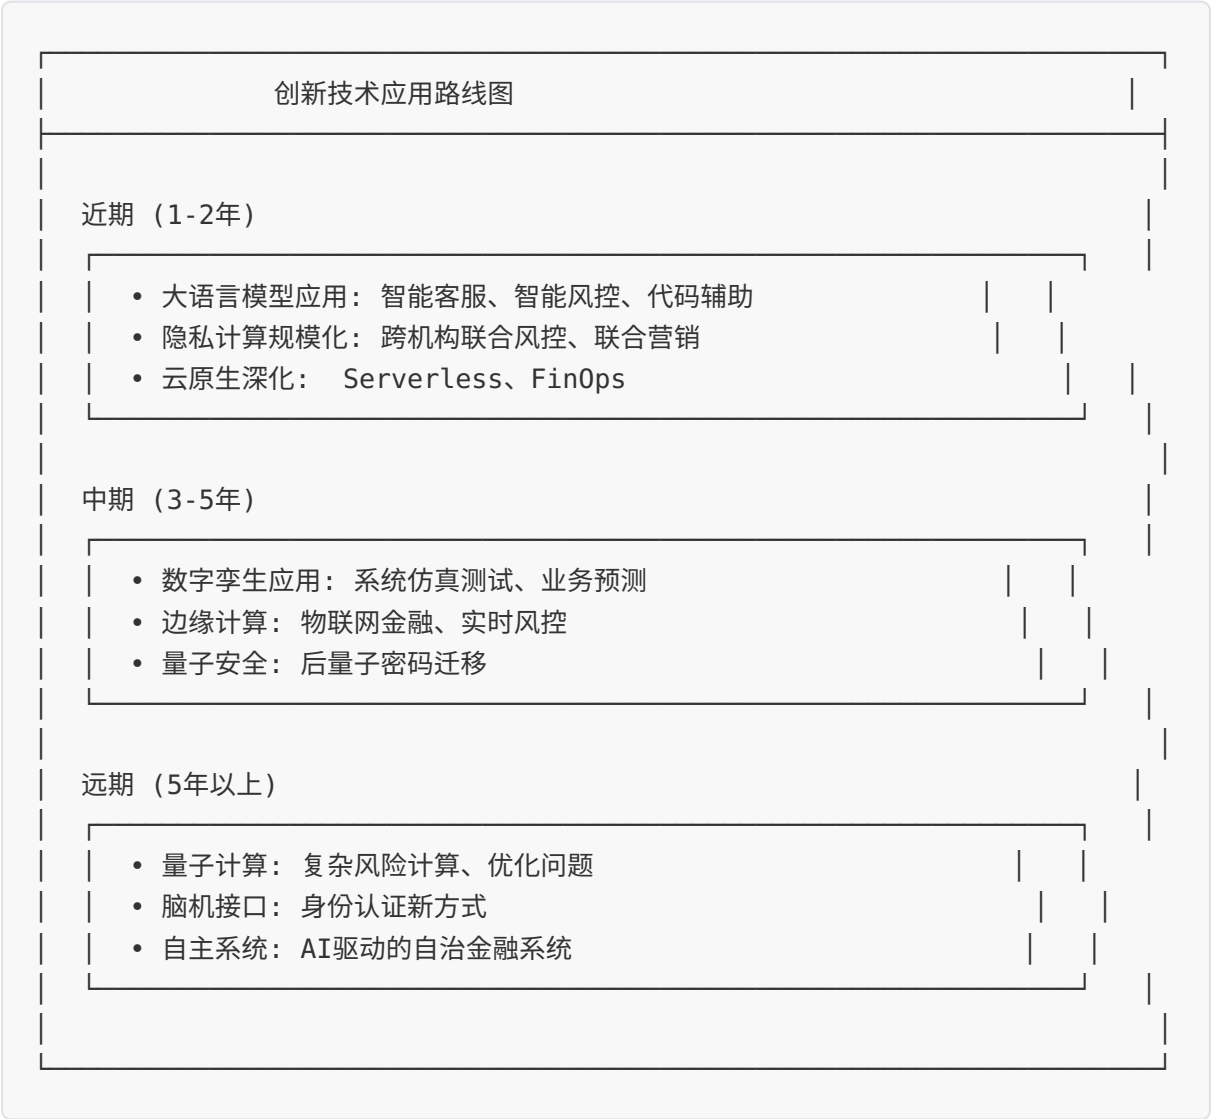 创新技术应用路线图
近期 (1-2年)
• 大语言模型应用: 智能客服、智能风控、代码辅助
• 隐私计算规模化: 跨机构联合风控、联合营销
• 云原生深化:  Serverless、FinOps
中期 (3-5年)
• 数字孪生应用: 系统仿真测试、业务预测
• 边缘计算: 物联网金融、实时风控
• 量子安全: 后量子密码迁移
远期 (5年以上)
• 量子计算: 复杂风险计算、优化问题
• 脑机接口: 身份认证新方式
• 自主系统: AI驱动的自治金融系统